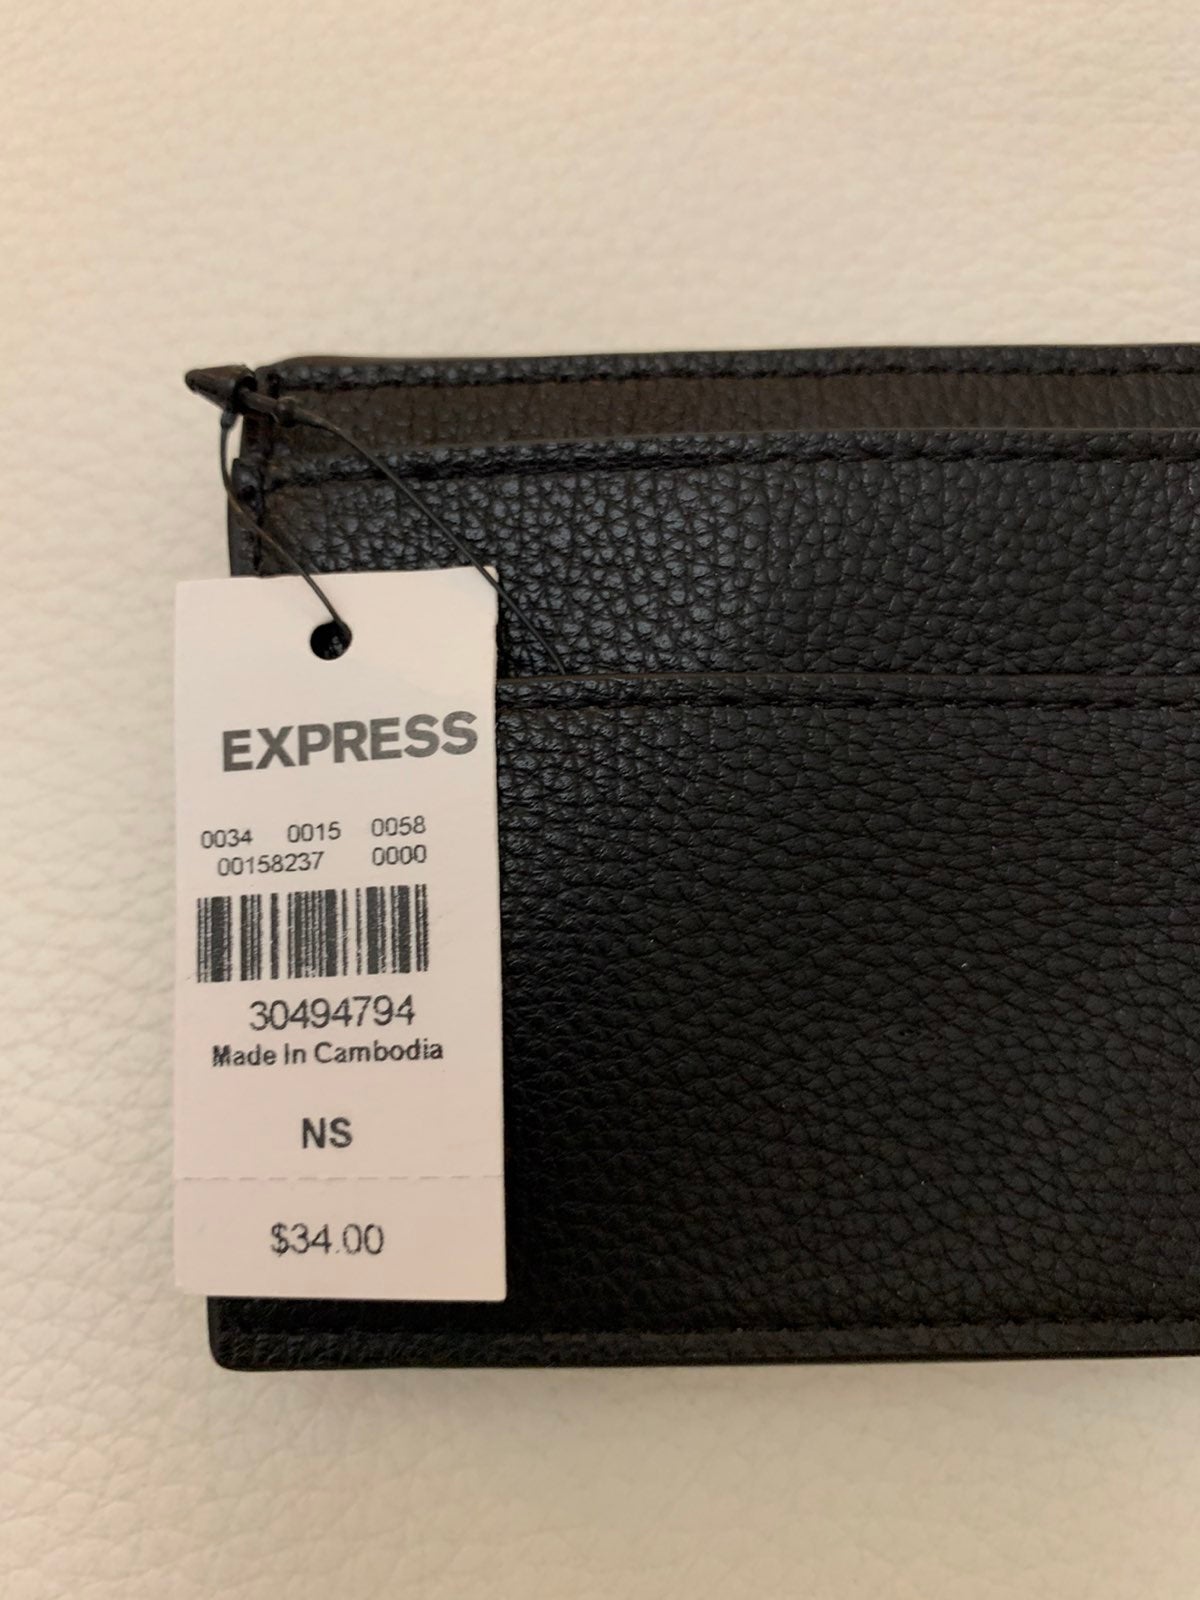 EXPRESS
0034 0015 0058
00158237 0000
30494794
Made In Cambodia
NS
$34.00